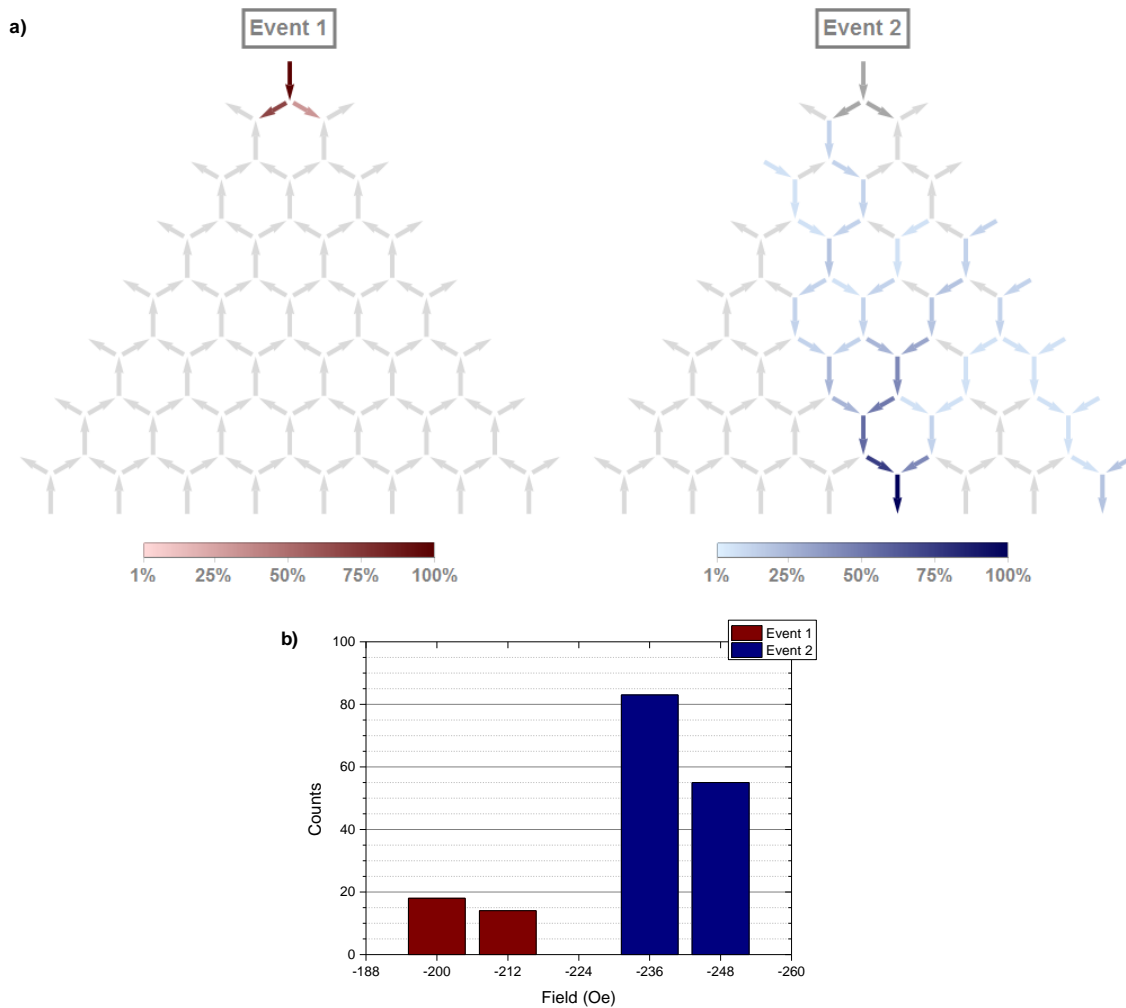 a)
Event 1
Event 2
1% 25% 50% 75% 100%
1% 25% 50% 75% 100%
b)
Event 1
Event 2
100
80
60
40
20
0
Counts
-188 -200 -212 -224 -236 -248 -260
Field (Oe)